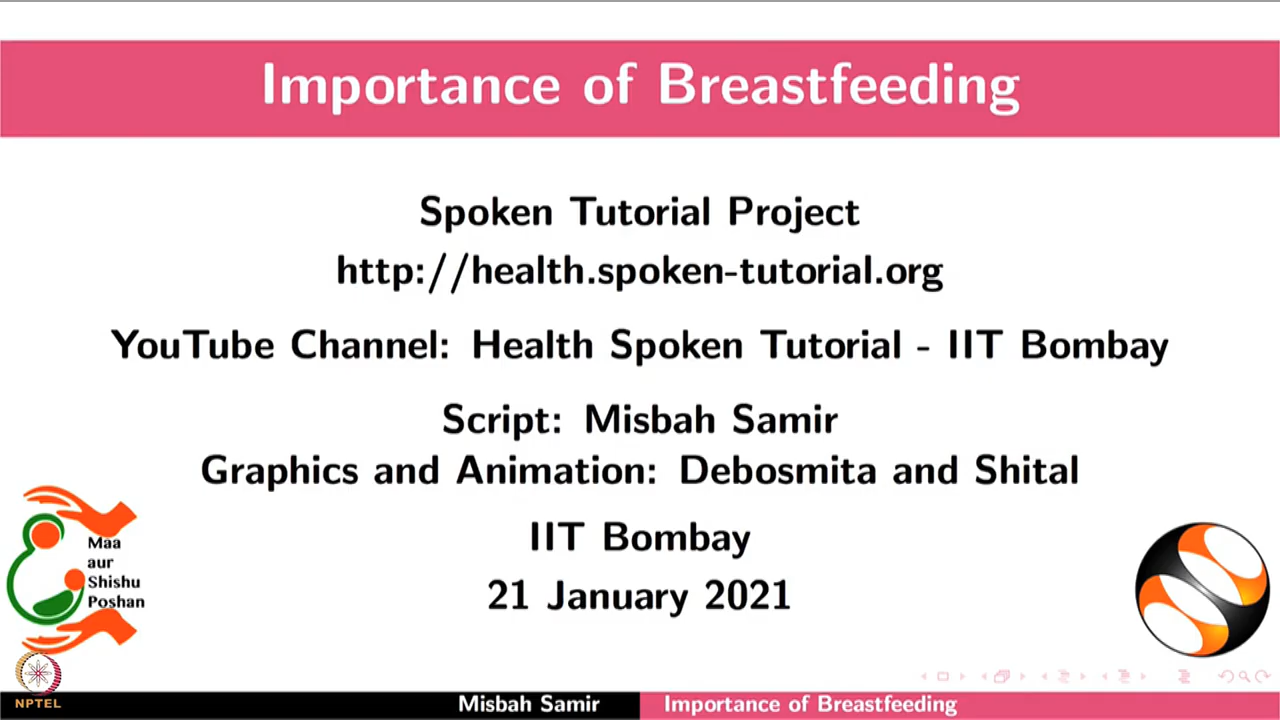 Importance of Breastfeeding
Spoken Tutorial Project
http://health.spoken-tutorial.org
YouTube Channel: Health Spoken Tutorial - IIT Bombay
Script: Misbah Samir
Graphics and Animation: Debosmita and Shital
IIT Bombay
21 January 2021
Maa
aur
Shishu
Poshan
NPTEL
Misbah Samir
Importance of Breastfeeding